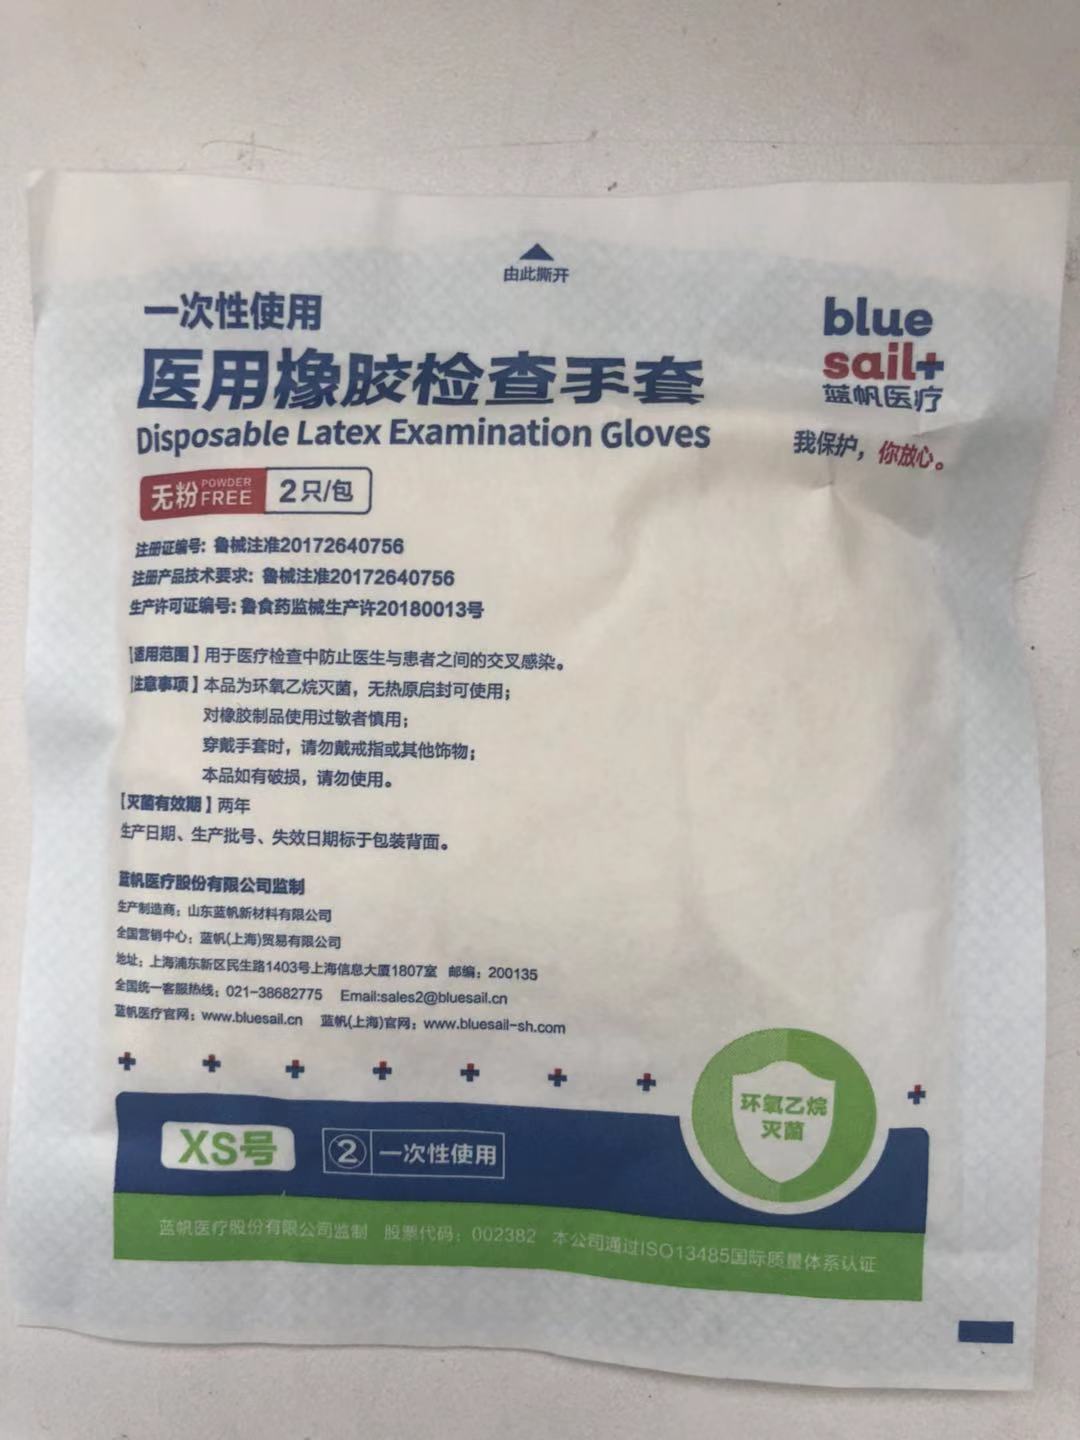 由此撕开
一次性使用
医用橡胶检查手套
Disposable Latex Examination Gloves
blue
sail+
蓝帆医疗
我保护，你放心。
无粉 POWDER FREE 2只/包
注册证编号：鲁械注准20172640756
注册产品技术要求：鲁械注准20172640756
生产许可证编号：鲁食药监械生产许20180013号
【适用范围】用于医疗检查中防止医生与患者之间的交叉感染。
【注意事项】本品为环氧乙烷灭菌，无热原启封可使用；
对橡胶制品使用过敏者慎用；
穿戴手套时，请勿戴戒指或其他饰物；
本品如有破损，请勿使用。
【灭菌有效期】两年
生产日期、生产批号、失效日期标于包装背面。
蓝帆医疗股份有限公司监制
生产制造商：山东蓝帆新材料有限公司
全国营销中心：蓝帆(上海)贸易有限公司
地址：上海浦东新区民生路1403号上海信息大厦1807室 邮编：200135
全国统一客服热线：021-38682775 Email:sales2@bluesail.cn
蓝帆医疗官网：www.bluesail.cn 蓝帆(上海)官网：www.bluesail-sh.com
环氧乙烷
灭菌
XS号 ② 一次性使用
蓝帆医疗股份有限公司监制 股票代码：002382 本公司通过ISO13485国际质量体系认证